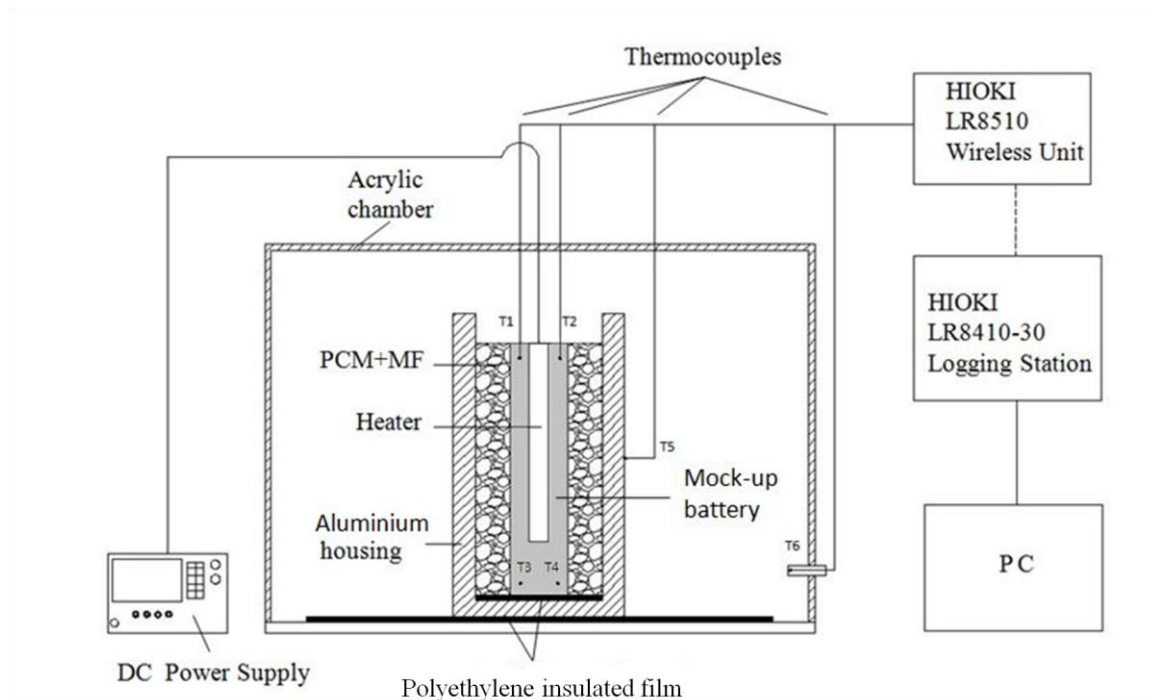 Thermocouples
HIOKI
LR8510
Wireless Unit
Acrylic
chamber
HIOKI
LR8410-30
Logging Station
T1
T2
PCM+MF
Heater
T5
Mock-up
battery
Aluminium
housing
T3
T4
T6
PC
DC Power Supply
Polyethylene insulated film